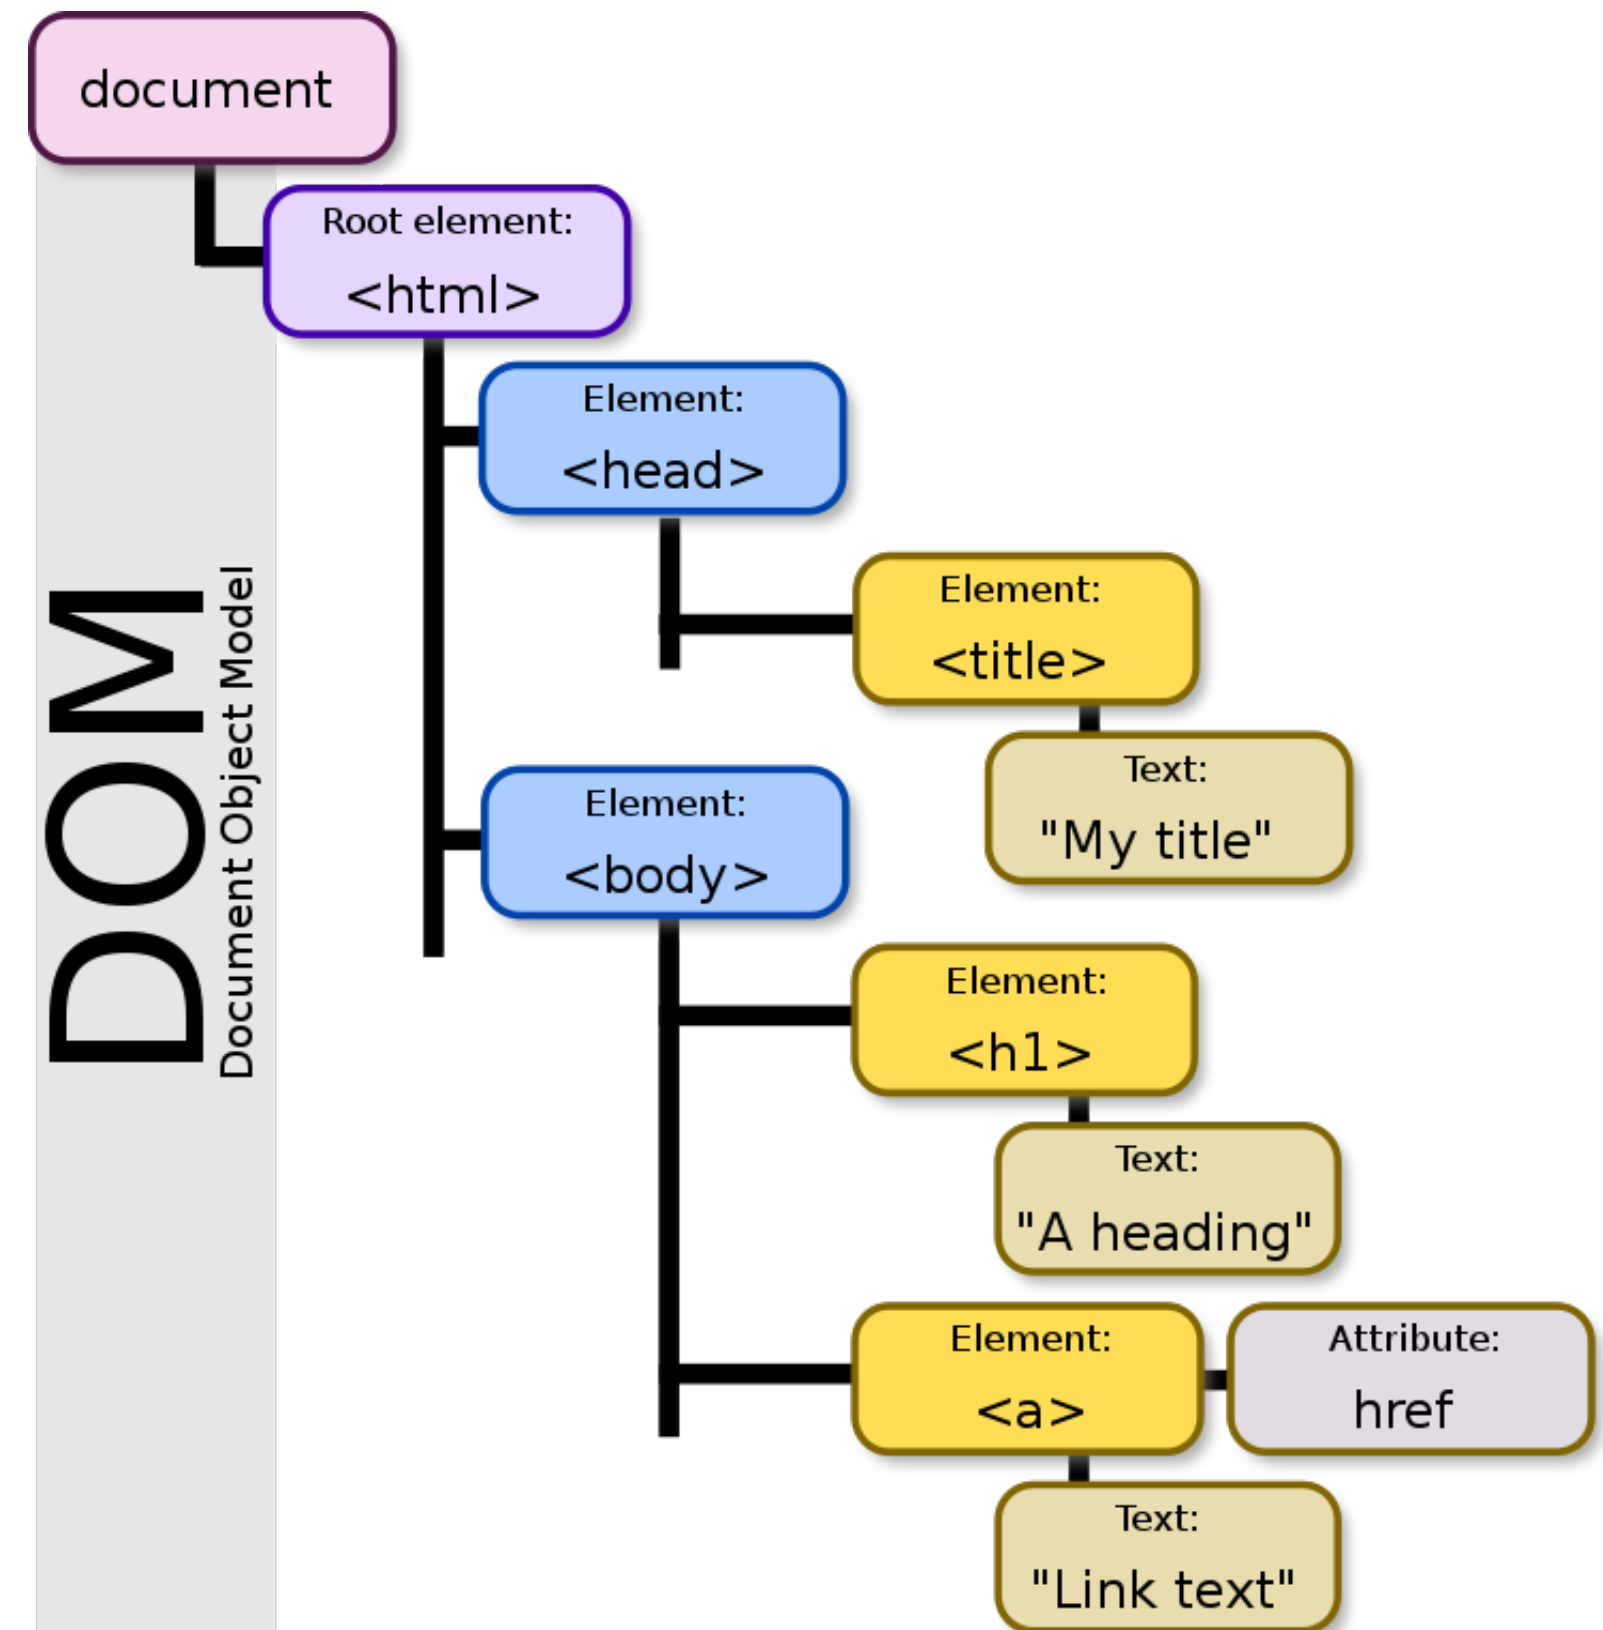 document
Root element:
<html>
Element:
<head>
Element:
<title>
Text:
"My title"
Element:
<body>
Element:
<h1>
Text:
"A heading"
Element:
<a>
Attribute:
href
Text:
"Link text"
DOM
Document Object Model